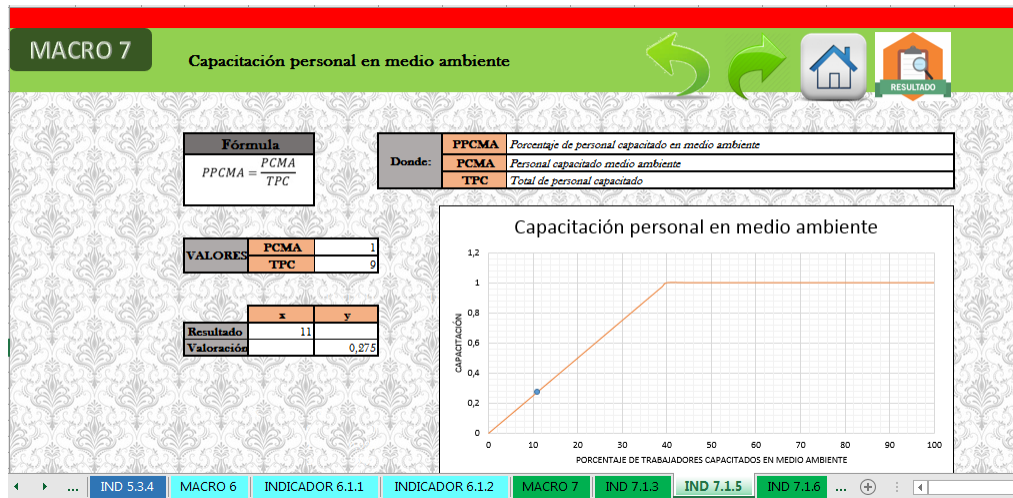 MACRO 7
Capacitación personal en medio ambiente
RESULTADO
Fórmula
PPCMA = PCMA / TPC
Donde:
PPCMA Porcentaje de personal capacitado en medio ambiente
PCMA Personal capacitado medio ambiente
TPC Total de personal capacitado
VALORES
PCMA 1
TPC 9
x y
Resultado 11
Valoración 0,275
Capacitación personal en medio ambiente
1,2
1
0,8
0,6
0,4
0,2
0
CAPACITACIÓN
0 10 20 30 40 50 60 70 80 90 100
PORCENTAJE DE TRABAJADORES CAPACITADOS EN MEDIO AMBIENTE
... IND 5.3.4 MACRO 6 INDICADOR 6.1.1 INDICADOR 6.1.2 MACRO 7 IND 7.1.3 IND 7.1.5 IND 7.1.6 ...